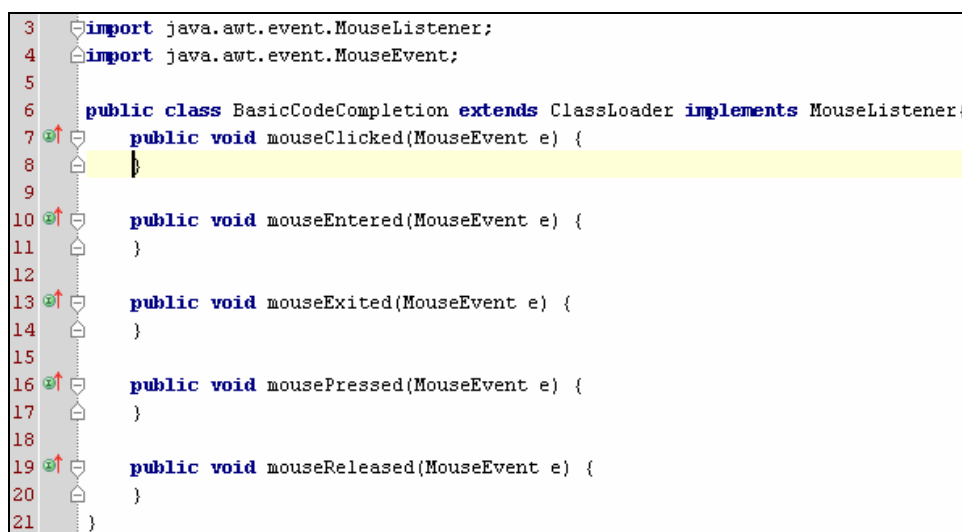 3 import java.awt.event.MouseListener;
4 import java.awt.event.MouseEvent;
5
6 public class BasicCodeCompletion extends ClassLoader implements MouseListener{
7 public void mouseClicked(MouseEvent e) {
8 }
9
10 public void mouseEntered(MouseEvent e) {
11 }
12
13 public void mouseExited(MouseEvent e) {
14 }
15
16 public void mousePressed(MouseEvent e) {
17 }
18
19 public void mouseReleased(MouseEvent e) {
20 }
21 }